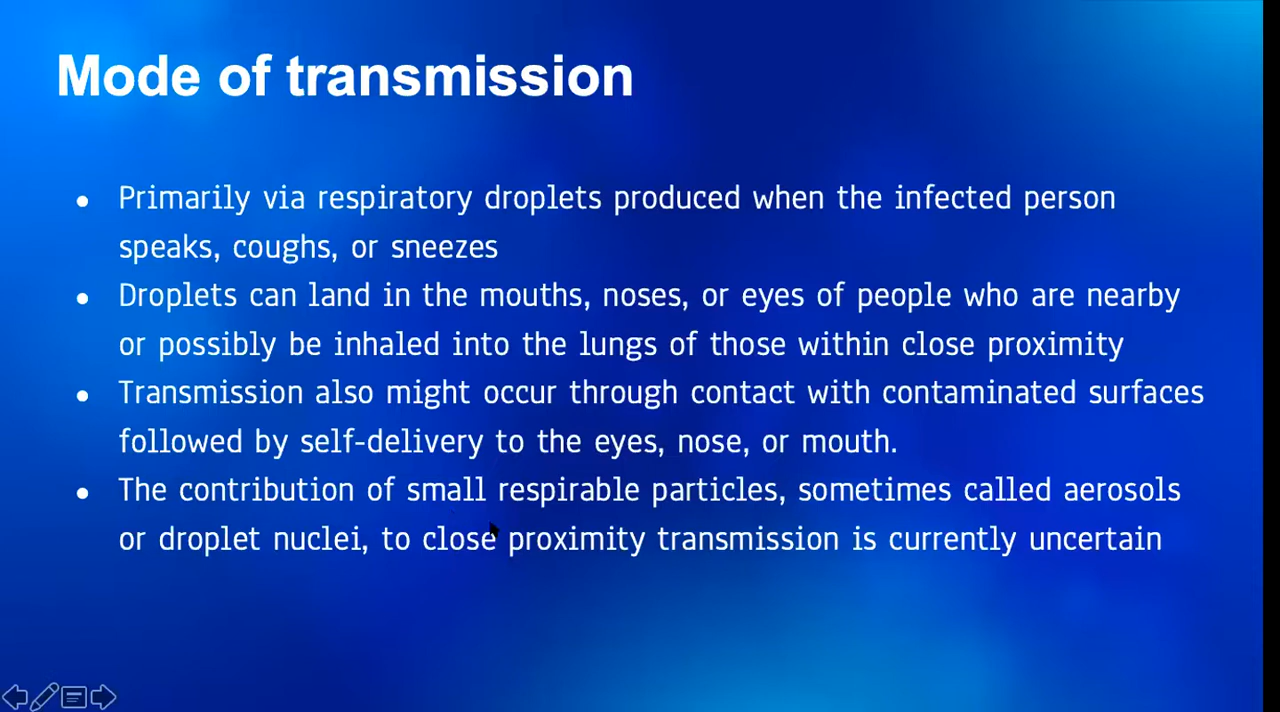 Mode of transmission
● Primarily via respiratory droplets produced when the infected person
speaks, coughs, or sneezes
● Droplets can land in the mouths, noses, or eyes of people who are nearby
or possibly be inhaled into the lungs of those within close proximity
● Transmission also might occur through contact with contaminated surfaces
followed by self-delivery to the eyes, nose, or mouth.
● The contribution of small respirable particles, sometimes called aerosols
or droplet nuclei, to close proximity transmission is currently uncertain